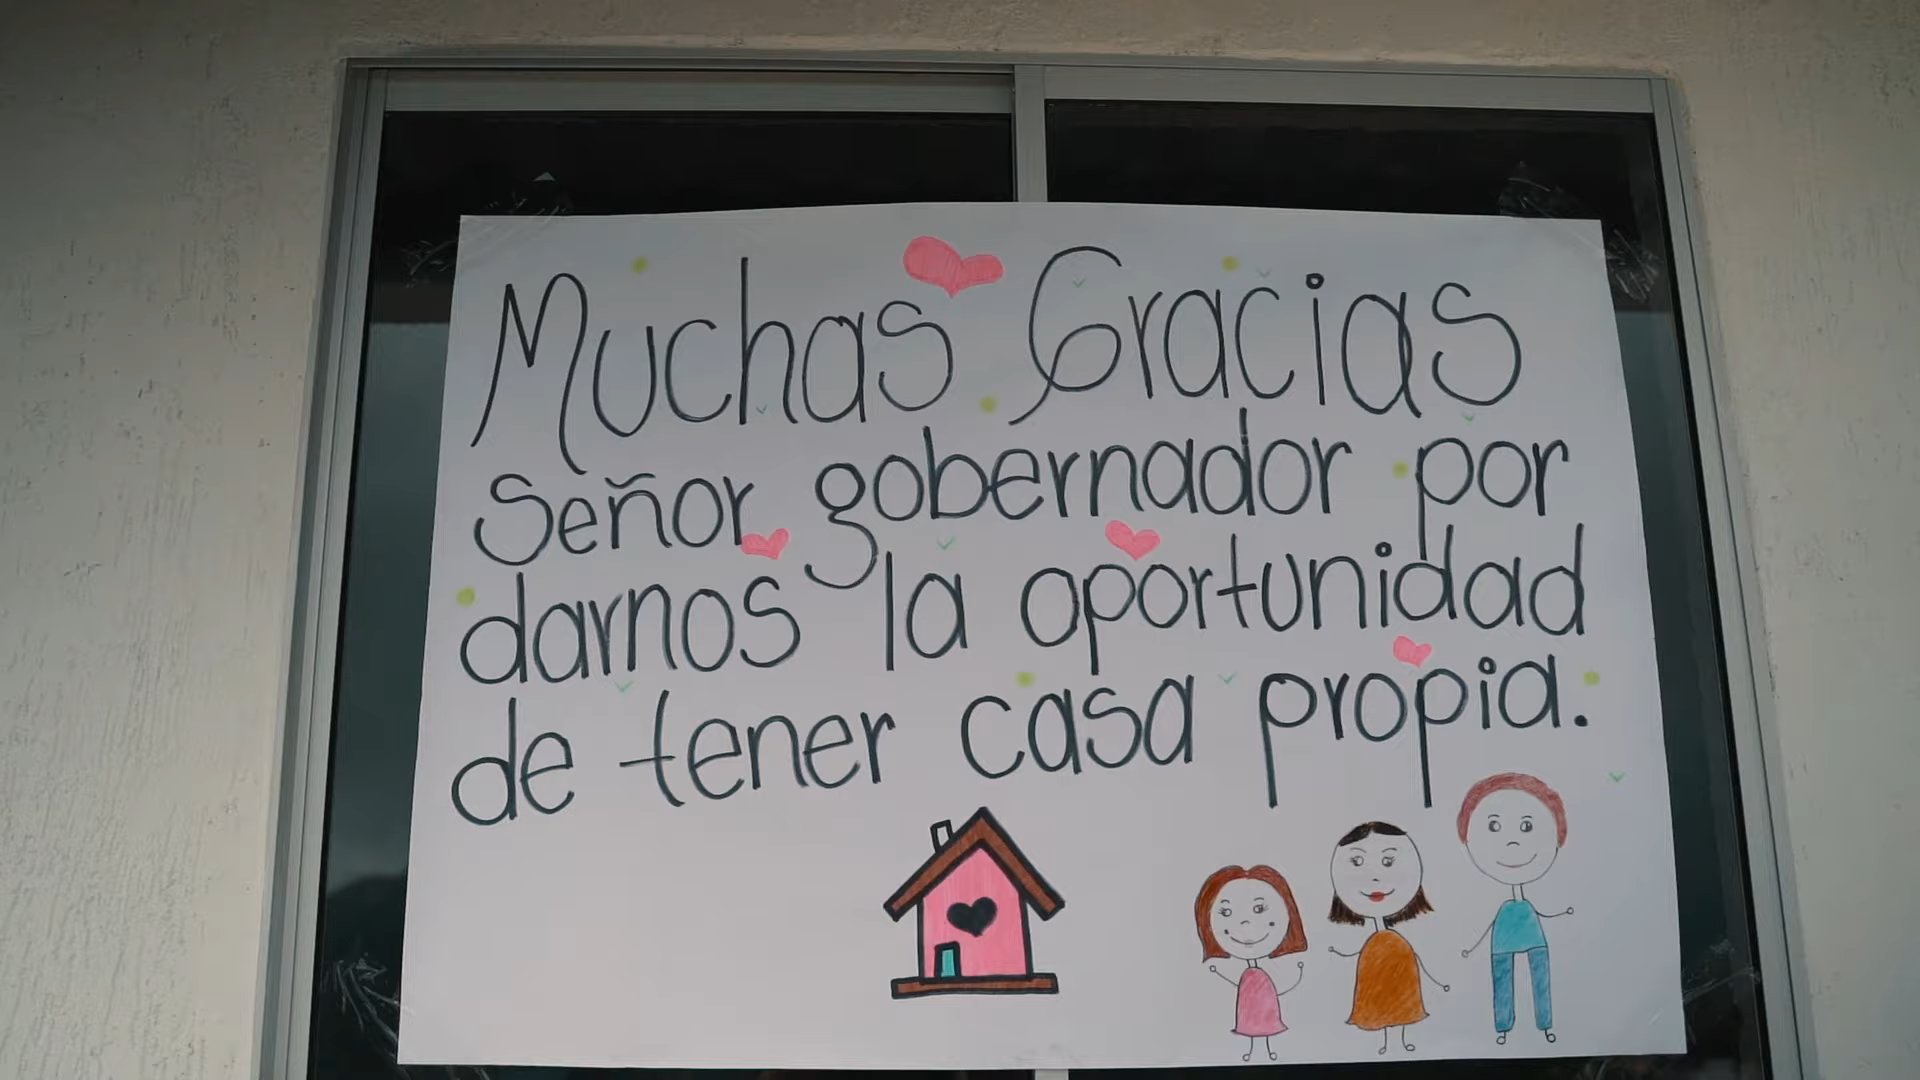 Muchas Gracias
Señor gobernador por
darnos la oportunidad
de tener casa propia.